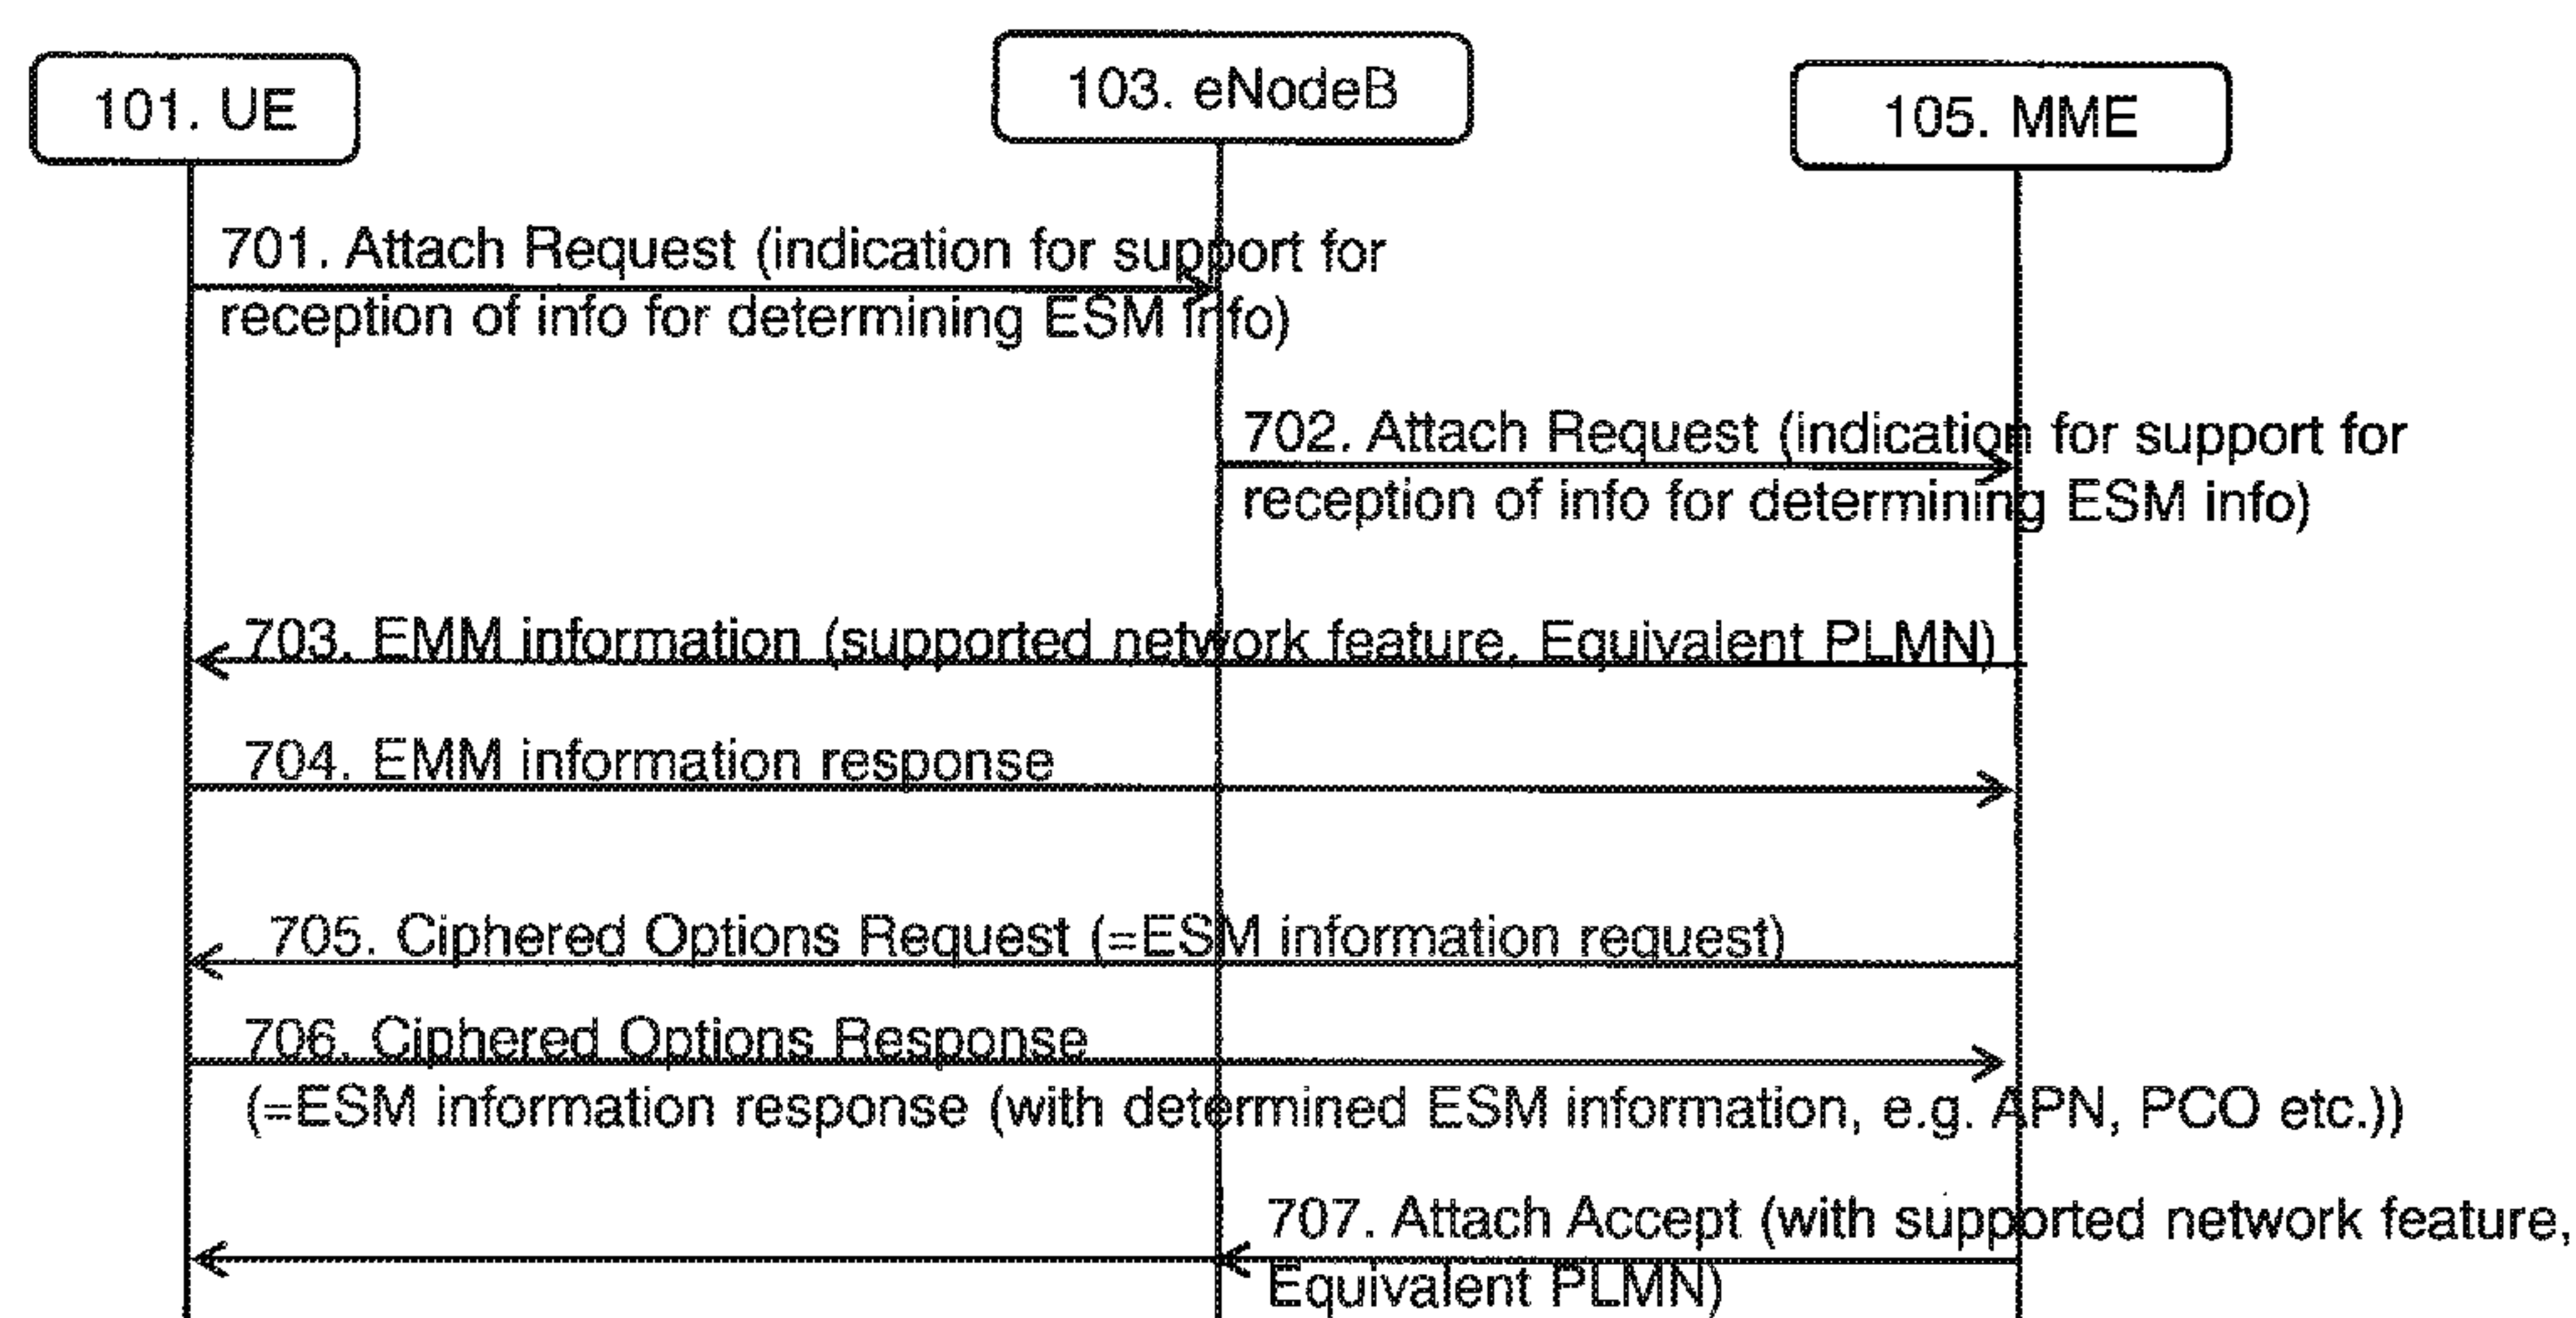 101. UE
103. eNodeB
105. MME
701. Attach Request (indication for support for
reception of info for determining ESM info)
702. Attach Request (indication for support for
reception of info for determining ESM info)
703. EMM information (supported network feature, Equivalent PLMN)
704. EMM information response
705. Ciphered Options Request (=ESM information request)
706. Ciphered Options Response
(=ESM information response (with determined ESM information, e.g. APN, PCO etc.))
707. Attach Accept (with supported network feature,
Equivalent PLMN)